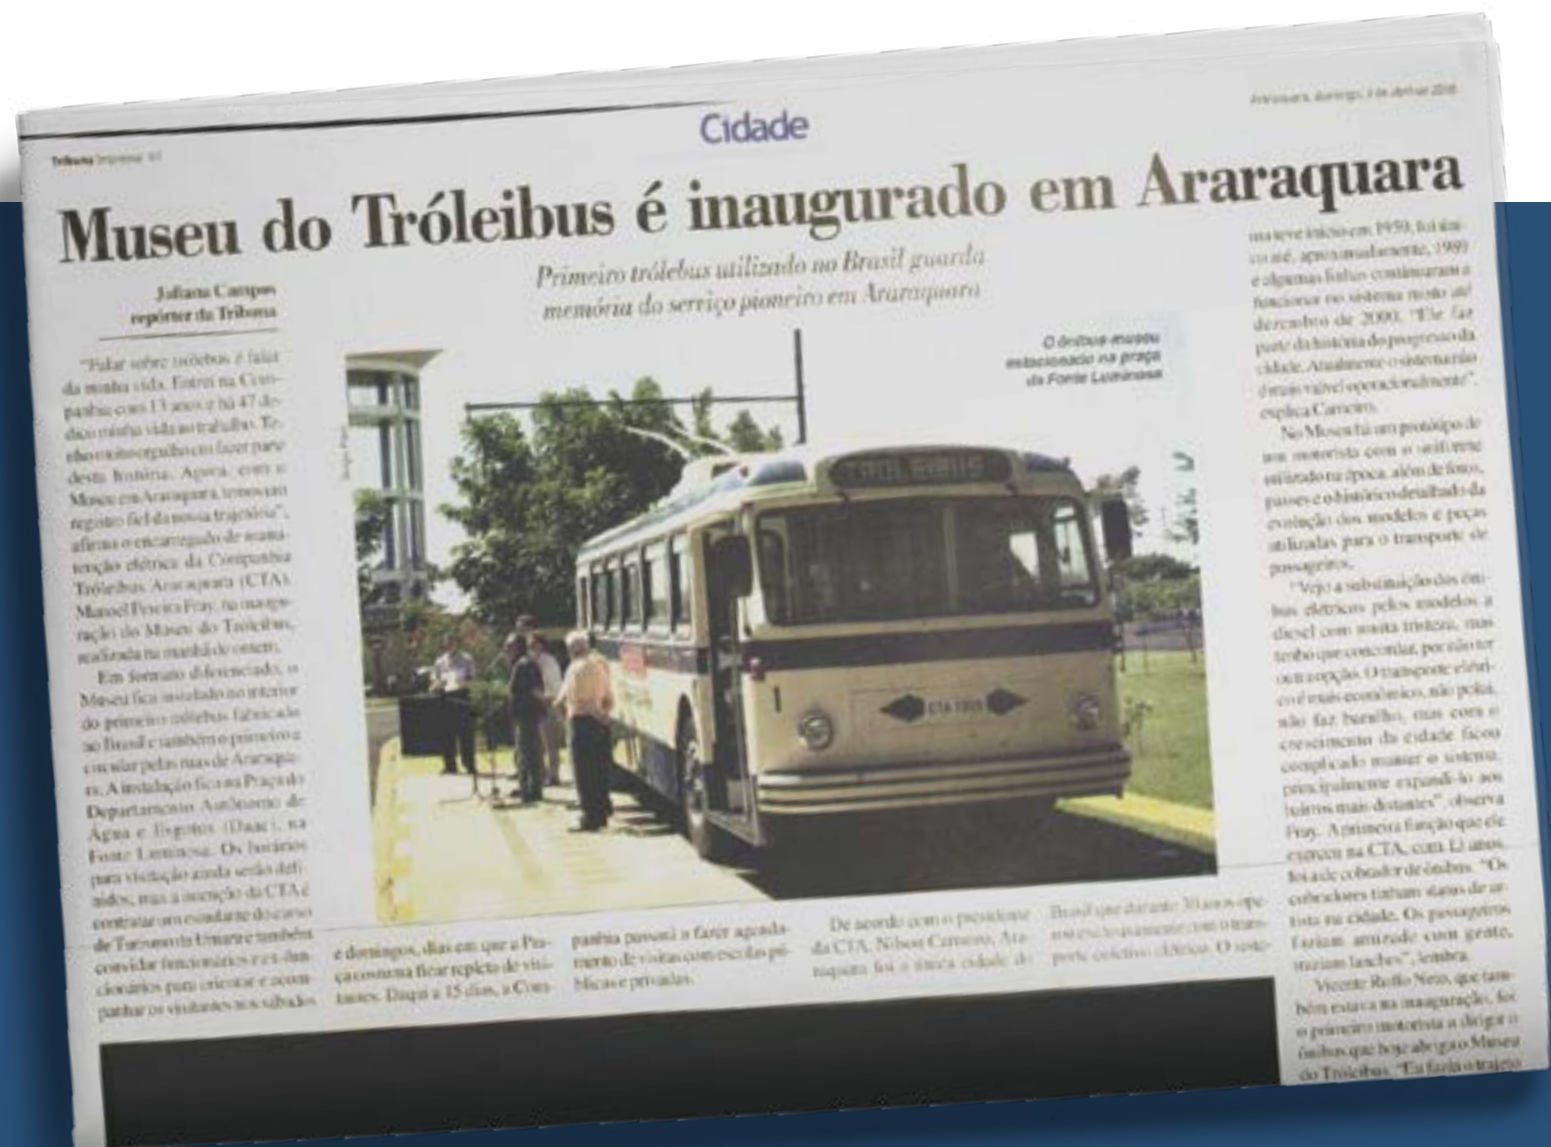 Tribuna Impressa
Araraquara, domingo, de abril de
Cidade
Museu do Tróleibus é inaugurado em Araraquara
Primeiro trólebus utilizado no Brasil guarda
memória do serviço pioneiro em Araraquara
Juliana Campos
repórter da Tribuna
O ônibus-museu
estacionado na praça
da Fonte Luminosa
"Falar sobre trólebus é falar
da minha vida. Entrei na Com-
panhia com 13 anos e há 47 de-
dico minha vida ao trabalho. Te-
nho muito orgulho em fazer parte
desta história. Agora, com o
Museu em Araraquara, temos um
registro fiel da nossa trajetória",
afirma o encarregado de manu-
tenção elétrica da Companhia
Tróleibus Araraquara (CTA),
Manoel Pereira Fray, na inaugu-
ração do Museu do Tróleibus,
realizada na manhã de ontem.
Em formato diferenciado, o
Museu fica instalado no interior
do primeiro trólebus fabricado
no Brasil e também o primeiro a
circular pelas ruas de Araraqua-
ra. A instalação fica na Praça do
Departamento Autônomo de
Água e Esgotos (Daae), na
Fonte Luminosa. Os horários
para visitação ainda serão defi-
nidos, mas a intenção da CTA é
contratar um estudante do curso
de Turismo da Uniara e também
convidar funcionários e ex-fun-
cionários para orientar e acom-
panhar os visitantes aos sábados
e domingos, dias em que a Pra-
ça costuma ficar repleta de visi-
tantes. Daqui a 15 dias, a Com-
panhia passará a fazer agenda-
mento de visitas com escolas pú-
blicas e privadas.
De acordo com o presidente
da CTA, Nilson Carneiro, Ara-
raquara foi a única cidade do
Brasil que durante 30 anos ope-
rou exclusivamente com o trans-
porte coletivo elétrico. O siste-
ma teve início em 1959, foi úni-
co até, aproximadamente, 1989
e algumas linhas continuaram a
funcionar no sistema misto até
dezembro de 2000. "Ele faz
parte da história do progresso da
cidade. Atualmente o sistema não
é mais viável operacionalmente",
explica Carneiro.
No Museu há um protótipo de
um motorista com o uniforme
utilizado na época, além de fotos,
passes e o histórico detalhado da
evolução dos modelos e peças
utilizadas para o transporte de
passageiros.
"Vejo a substituição dos ôni-
bus elétricos pelos modelos a
diesel com muita tristeza, mas
tenho que concordar, por não ter
outra opção. O transporte elétri-
co é mais econômico, não polui,
não faz barulho, mas com o
crescimento da cidade ficou
complicado manter o sistema,
principalmente expandi-lo aos
bairros mais distantes", observa
Fray. A primeira função que ele
exerceu na CTA, com 13 anos,
foi a de cobrador de ônibus. "Os
cobradores tinham status de ar-
tista na cidade. Os passageiros
faziam amizade com gente,
traziam lanches", lembra.
Vicente Ruffo Neto, que tam-
bém estava na inauguração, foi
o primeiro motorista a dirigir o
ônibus que hoje abriga o Museu
do Tróleibus. "Eu fazia o trajeto
1
CTA